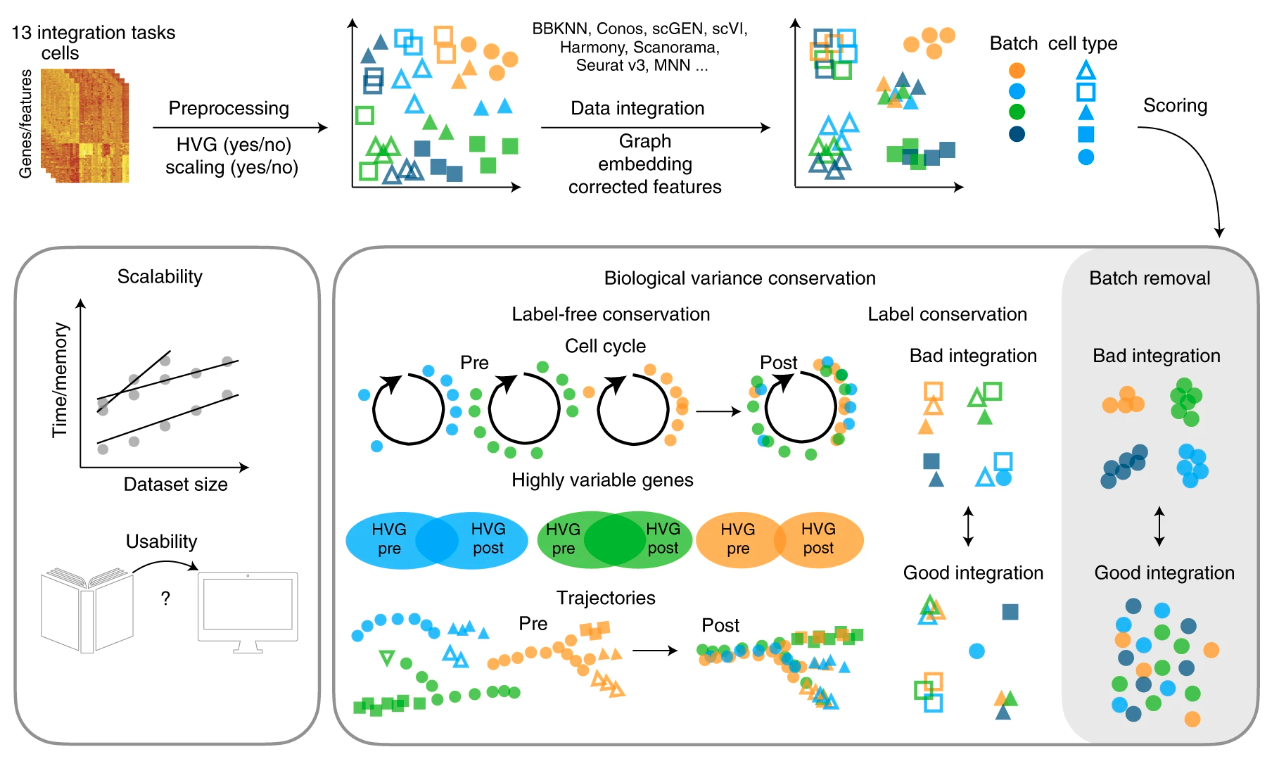 13 integration tasks
cells
Genes/features
Preprocessing
HVG (yes/no)
scaling (yes/no)
BBKNN, Conos, scGEN, scVI,
Harmony, Scanorama,
Seurat v3, MNN ...
Data integration
Graph
embedding
corrected features
Batch cell type
Scoring
Scalability
Time/memory
Dataset size
Usability
?
Biological variance conservation
Label-free conservation
Cell cycle
Pre
Post
Highly variable genes
HVG
pre
HVG
post
HVG
pre
HVG
post
HVG
pre
HVG
post
Trajectories
Pre
Post
Label conservation
Bad integration
Good integration
Batch removal
Bad integration
Good integration